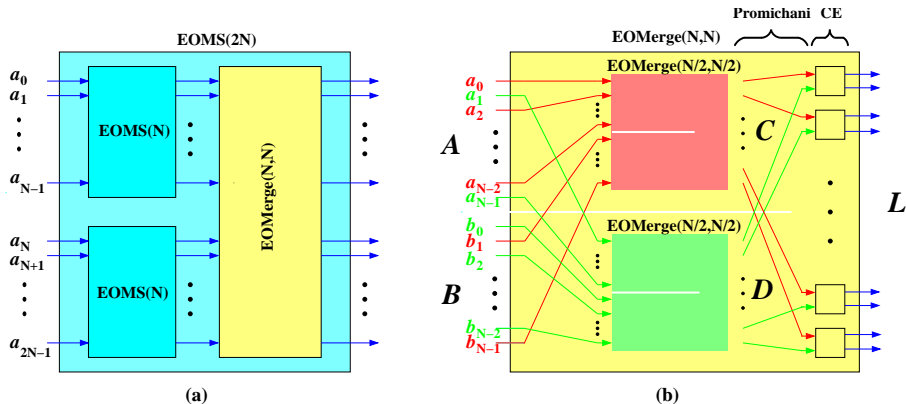 EOMS(2N)
a0
a1
aN-1
aN
aN+1
a2N-1
EOMS(N)
EOMS(N)
EOMerge(N,N)
(a)
Promichani
CE
EOMerge(N,N)
EOMerge(N/2,N/2)
a0
a1
a2
A
aN-2
aN-1
b0
b1
b2
B
bN-2
bN-1
C
EOMerge(N/2,N/2)
D
L
(b)